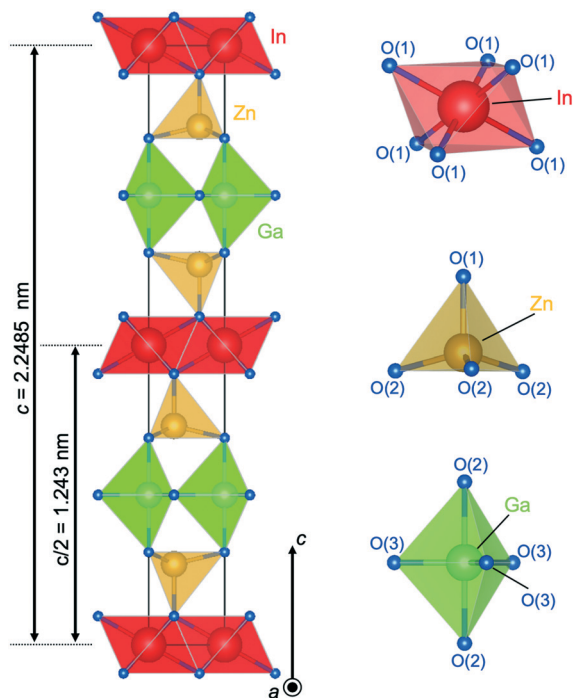 In
Zn
Ga
c = 2.2485  nm
c/2 = 1.243 nm
c
a
O(1)
O(1)
O(1)
In
O(1)
O(1)
O(1)
O(1)
Zn
O(2)
O(2)
O(2)
O(2)
Ga
O(3)
O(3)
O(3)
O(2)